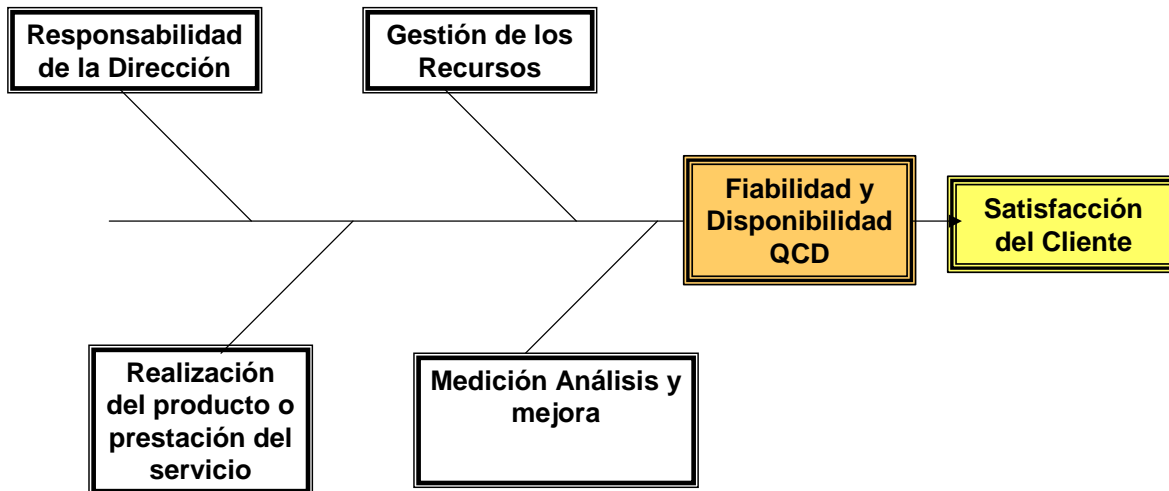 Responsabilidad
de la Dirección
Gestión de los
Recursos
Fiabilidad y
Disponibilidad
QCD
Satisfacción
del Cliente
Realización
del producto o
prestación del
servicio
Medición Análisis y
mejora